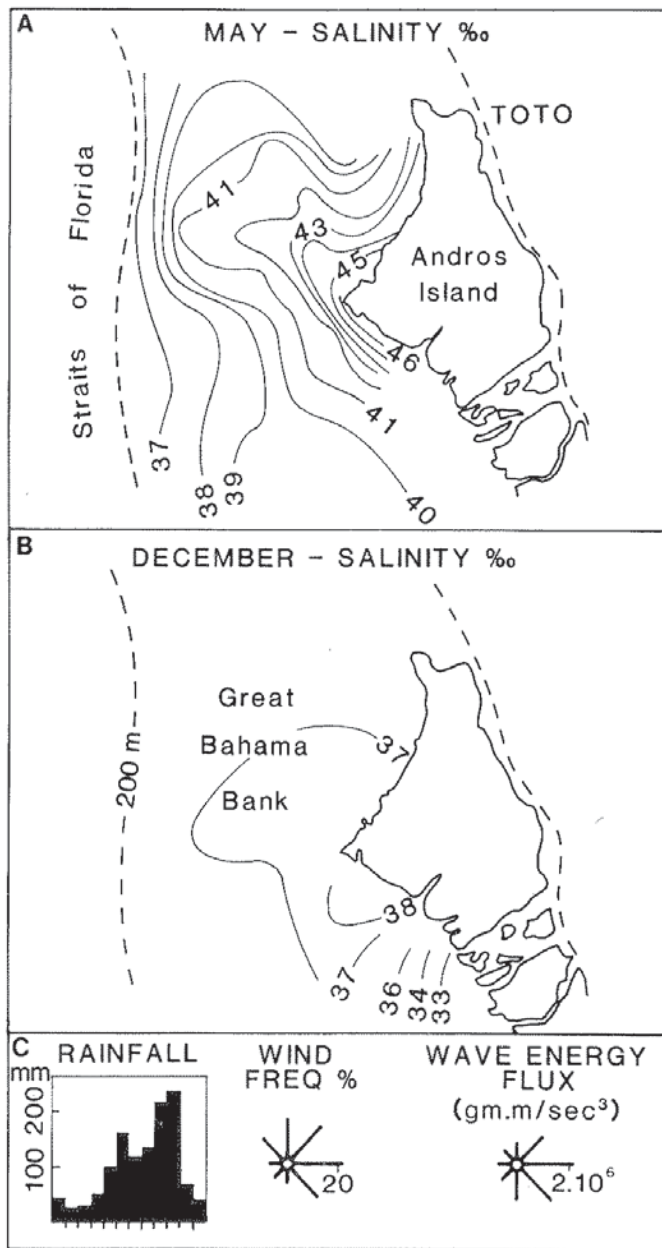 A
MAY – SALINITY ‰
TOTO
Straits of Florida
41
43
45
Andros
Island
46
41
37
38
39
40
B
DECEMBER – SALINITY ‰
200 m
Great
Bahama
Bank
37
38
37
36
34
33
C
RAINFALL
mm
200
100
WIND
FREQ %
20
WAVE ENERGY
FLUX
(gm.m/sec³)
2.10⁶